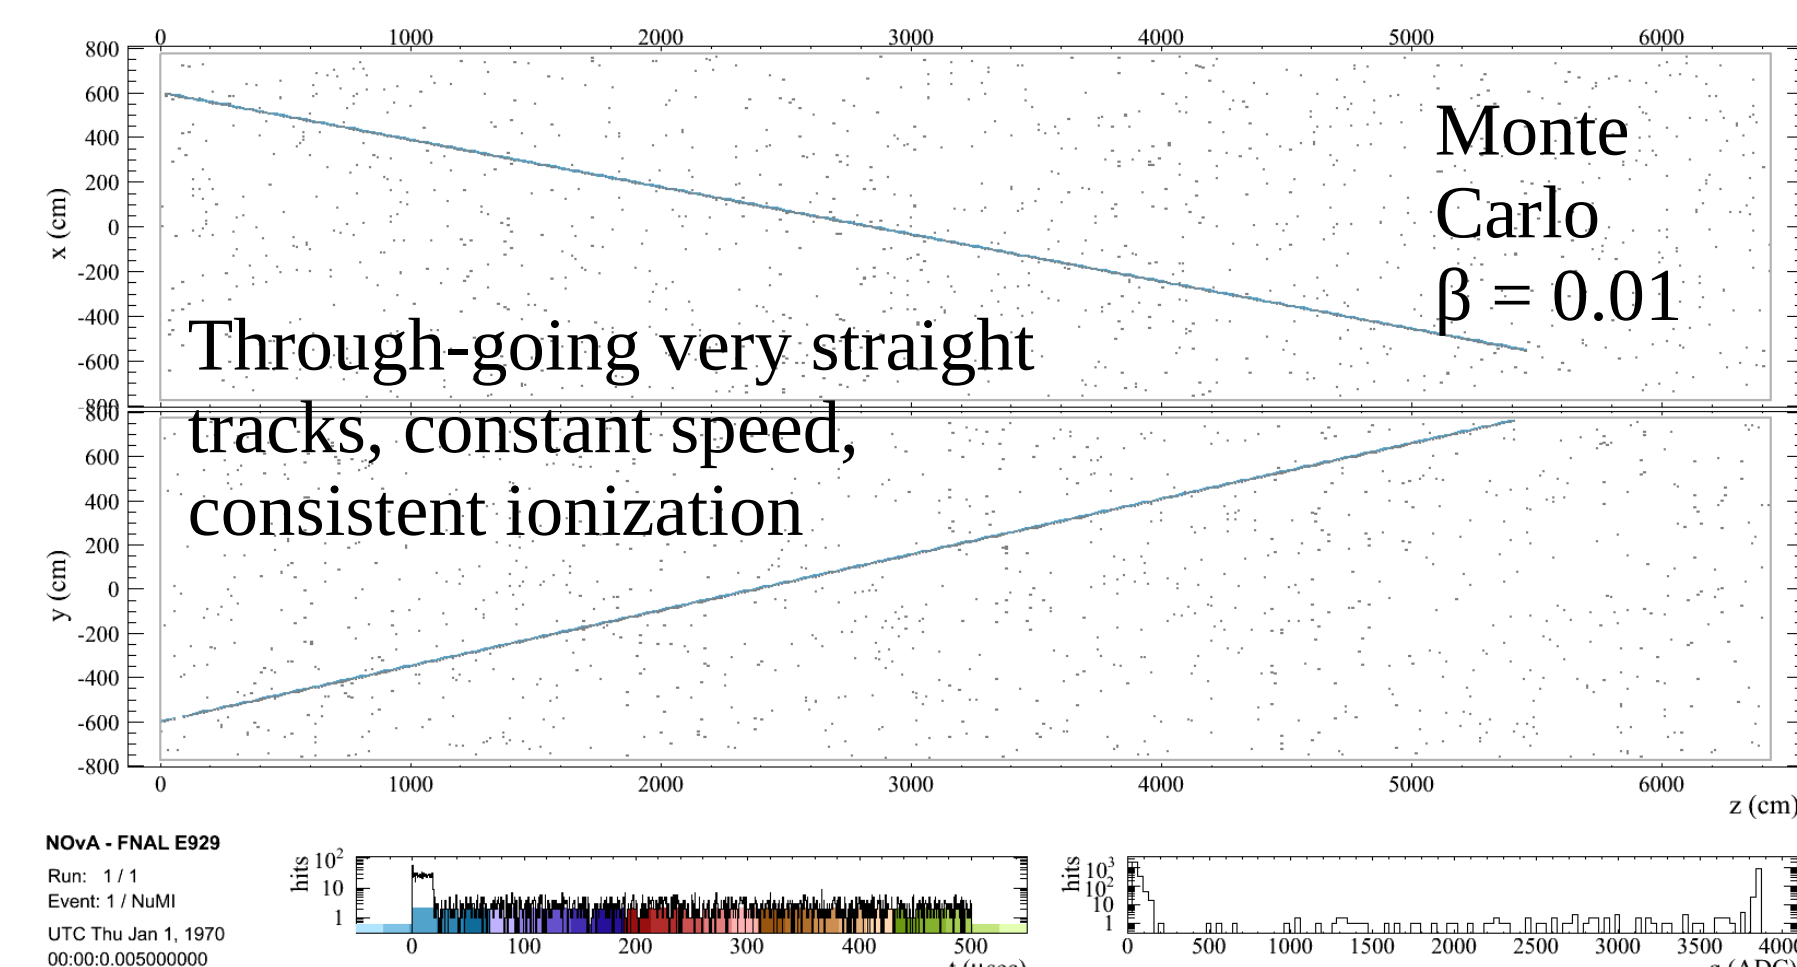 0 1000 2000 3000 4000 5000 6000
800
600
400
200
0
-200
-400
-600
-800
x (cm)
Monte
Carlo
β = 0.01
Through-going very straight
tracks, constant speed,
consistent ionization
800
600
400
200
0
-200
-400
-600
-800
y (cm)
0 1000 2000 3000 4000 5000 6000
z (cm)
NOvA - FNAL E929
Run: 1 / 1
Event: 1 / NuMI
UTC Thu Jan 1, 1970
00:00:0.005000000
hits
10²
10
1
0 100 200 300 400 500
t (μsec)
hits
10³
10²
10
1
0 500 1000 1500 2000 2500 3000 3500 4000
q (ADC)